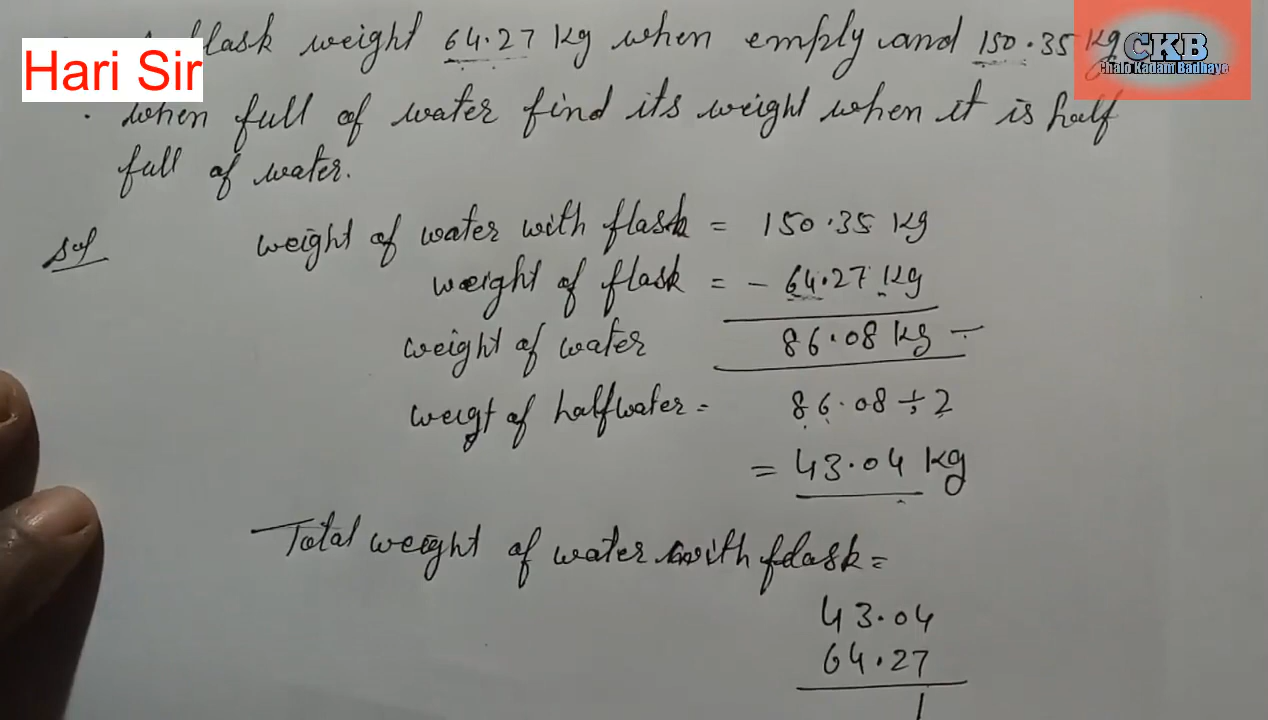 flask weight 64.27 Kg when emply and 150.35 Kg
Hari Sir
CKB
Chalo Kadam Badhaye
when full of water find its weight when it is half
full of water.
Sol
weight of water with flask = 150.35 Kg
weight of flask = - 64.27 Kg
weight of water 86.08 Kg -
weigt of halfwater = 86.08 ÷ 2
= 43.04 Kg
Total weight of water with flask =
43.04
64.27
1